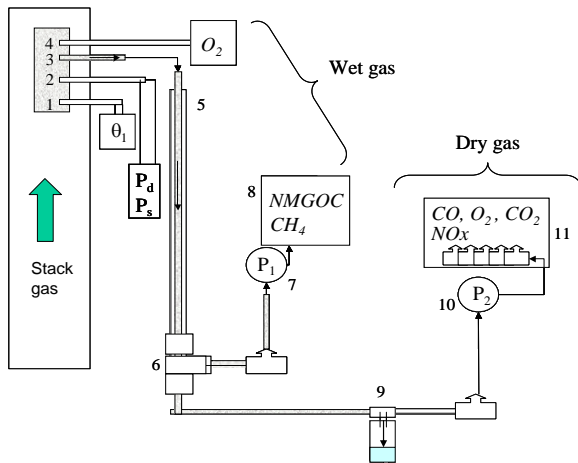 4
O2
3
2
1
θ1
Pd
Ps
5
Wet gas
Dry gas
8
NMGOC
CH4
CO, O2, CO2
NOx
11
P1
7
P2
10
Stack
gas
6
9